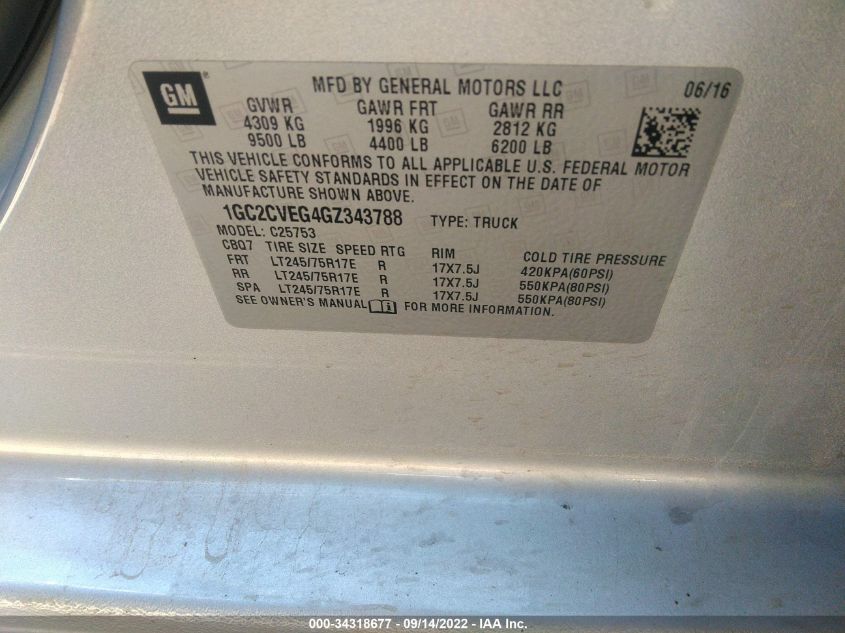 GM ®
MFD BY GENERAL MOTORS LLC 06/16
GVWR GAWR FRT GAWR RR
4309 KG 1996 KG 2812 KG
9500 LB 4400 LB 6200 LB
THIS VEHICLE CONFORMS TO ALL APPLICABLE U.S. FEDERAL MOTOR
VEHICLE SAFETY STANDARDS IN EFFECT ON THE DATE OF
MANUFACTURE SHOWN ABOVE.
1GC2CVEG4GZ343788 TYPE: TRUCK
MODEL: C25753
CBQ7 TIRE SIZE SPEED RTG RIM COLD TIRE PRESSURE
FRT LT245/75R17E R 17X7.5J 420KPA(60PSI)
RR LT245/75R17E R 17X7.5J 550KPA(80PSI)
SPA LT245/75R17E R 17X7.5J 550KPA(80PSI)
SEE OWNER'S MANUAL i FOR MORE INFORMATION.
000-34318677 - 09/14/2022 - IAA Inc.